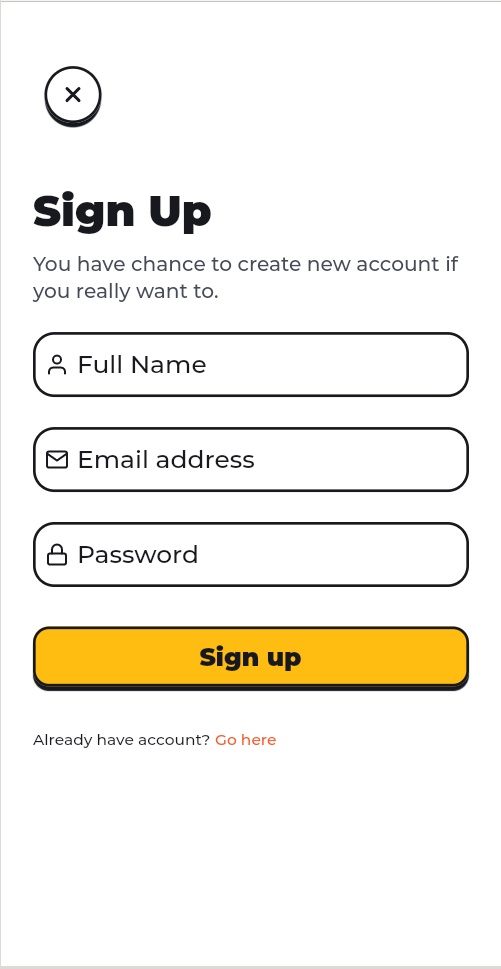 Sign Up
You have chance to create new account if
you really want to.
Full Name
Email address
Password
Sign up
Already have account? Go here